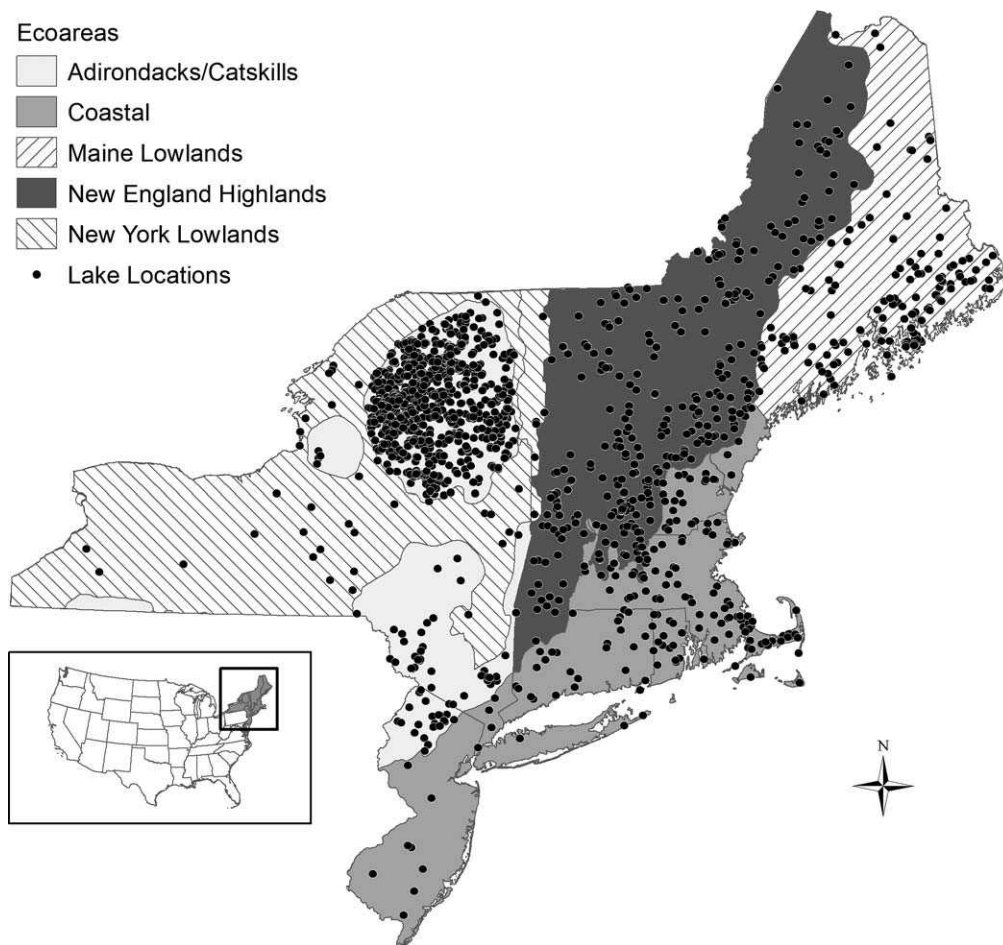 Ecoareas
Adirondacks/Catskills
Coastal
Maine Lowlands
New England Highlands
New York Lowlands
Lake Locations
N